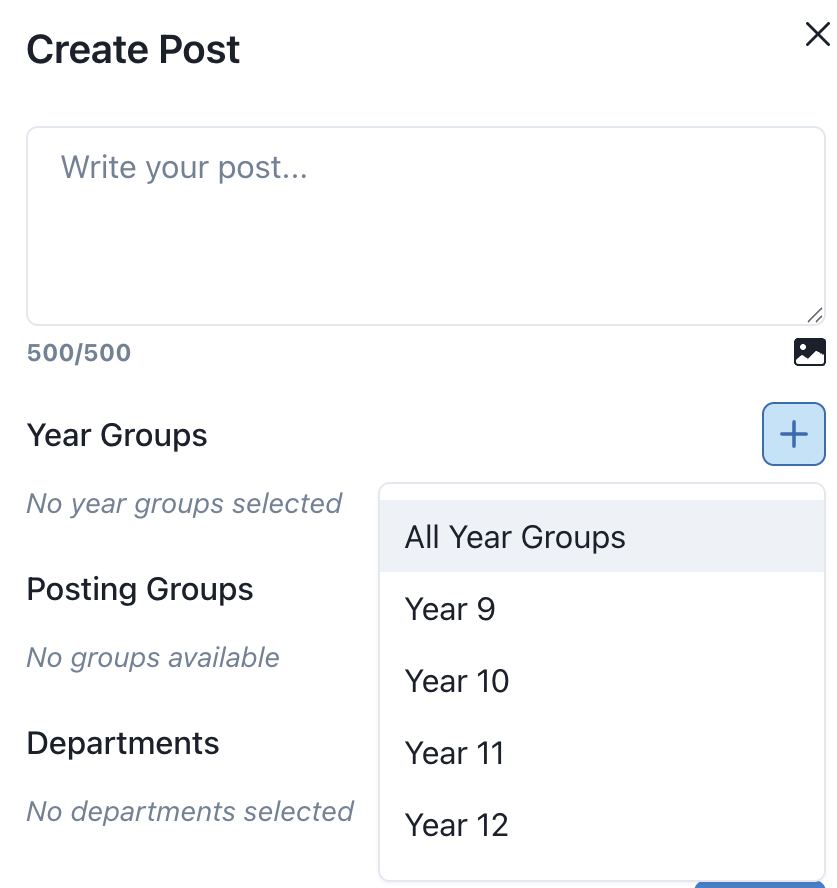 Create Post
Write your post...
500/500
Year Groups
No year groups selected
All Year Groups
Year 9
Posting Groups
No groups available
Year 10
Departments
Year 11
No departments selected
Year 12